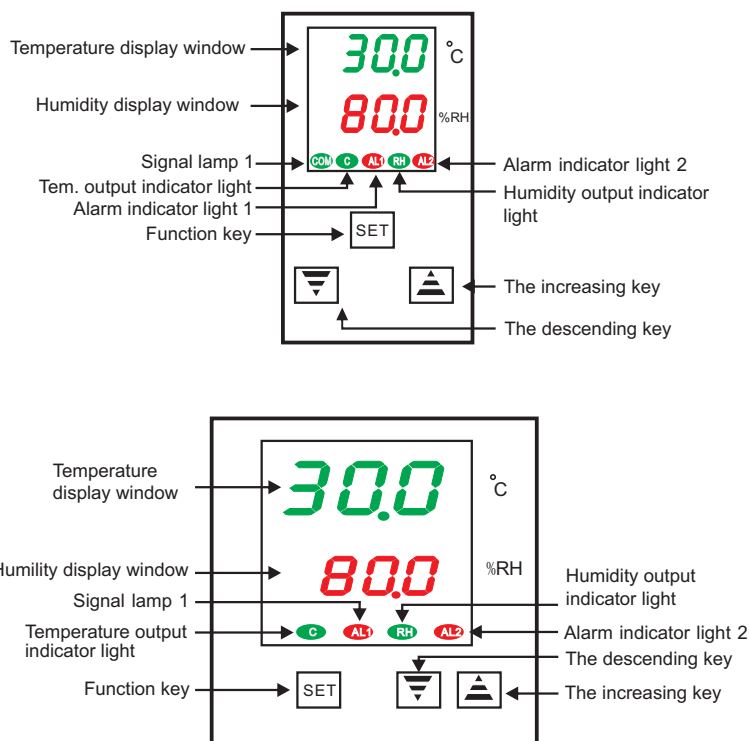 Temperature display window
30.0
°C
Humidity display window
80.0
%RH
COM C AL1 RH AL2
Signal lamp 1
Tem. output indicator light
Alarm indicator light 1
Function key
SET
Alarm indicator light 2
Humidity output indicator
light
The increasing key
The descending key
Temperature
display window
30.0
°C
Humility display window
80.0
%RH
Signal lamp 1
C AL1 RH AL2
Temperature output
indicator light
Function key
SET
Humidity output
indicator light
Alarm indicator light 2
The descending key
The increasing key